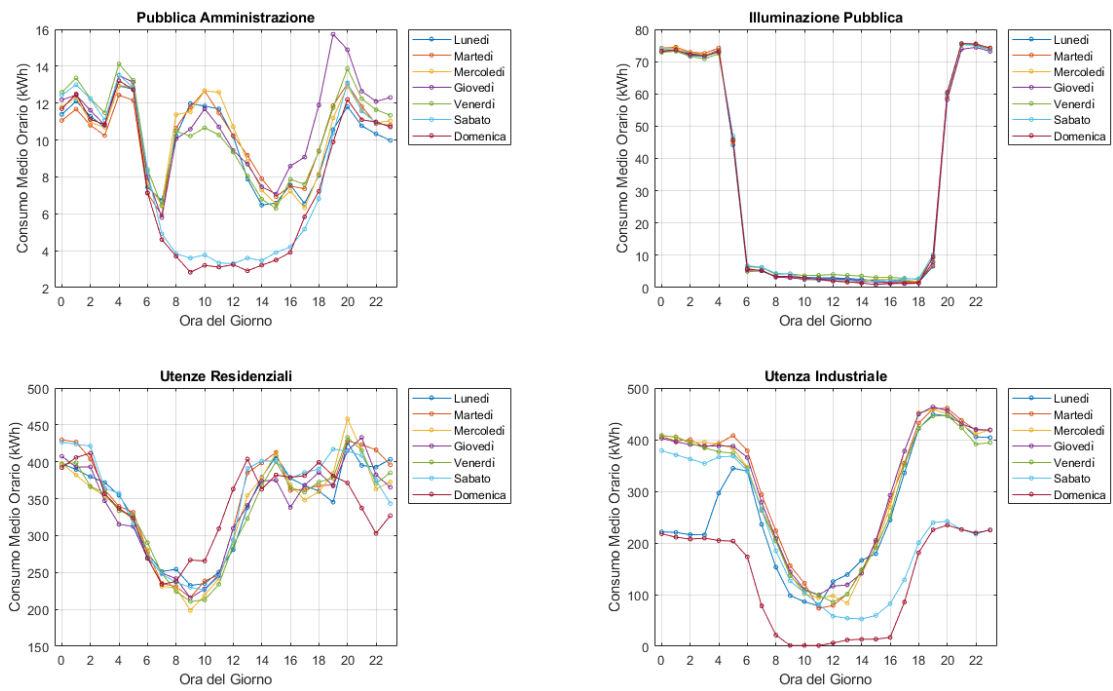 Pubblica Amministrazione
Consumo Medio Orario (kWh)
16
14
12
10
8
6
4
2
0 2 4 6 8 10 12 14 16 18 20 22
Ora del Giorno
Lunedì
Martedì
Mercoledì
Giovedì
Venerdì
Sabato
Domenica
Illuminazione Pubblica
Consumo Medio Orario (kWh)
80
70
60
50
40
30
20
10
0
0 2 4 6 8 10 12 14 16 18 20 22
Ora del Giorno
Lunedì
Martedì
Mercoledì
Giovedì
Venerdì
Sabato
Domenica
Utenze Residenziali
Consumo Medio Orario (kWh)
500
450
400
350
300
250
200
150
0 2 4 6 8 10 12 14 16 18 20 22
Ora del Giorno
Lunedì
Martedì
Mercoledì
Giovedì
Venerdì
Sabato
Domenica
Utenza Industriale
Consumo Medio Orario (kWh)
500
400
300
200
100
0
0 2 4 6 8 10 12 14 16 18 20 22
Ora del Giorno
Lunedì
Martedì
Mercoledì
Giovedì
Venerdì
Sabato
Domenica